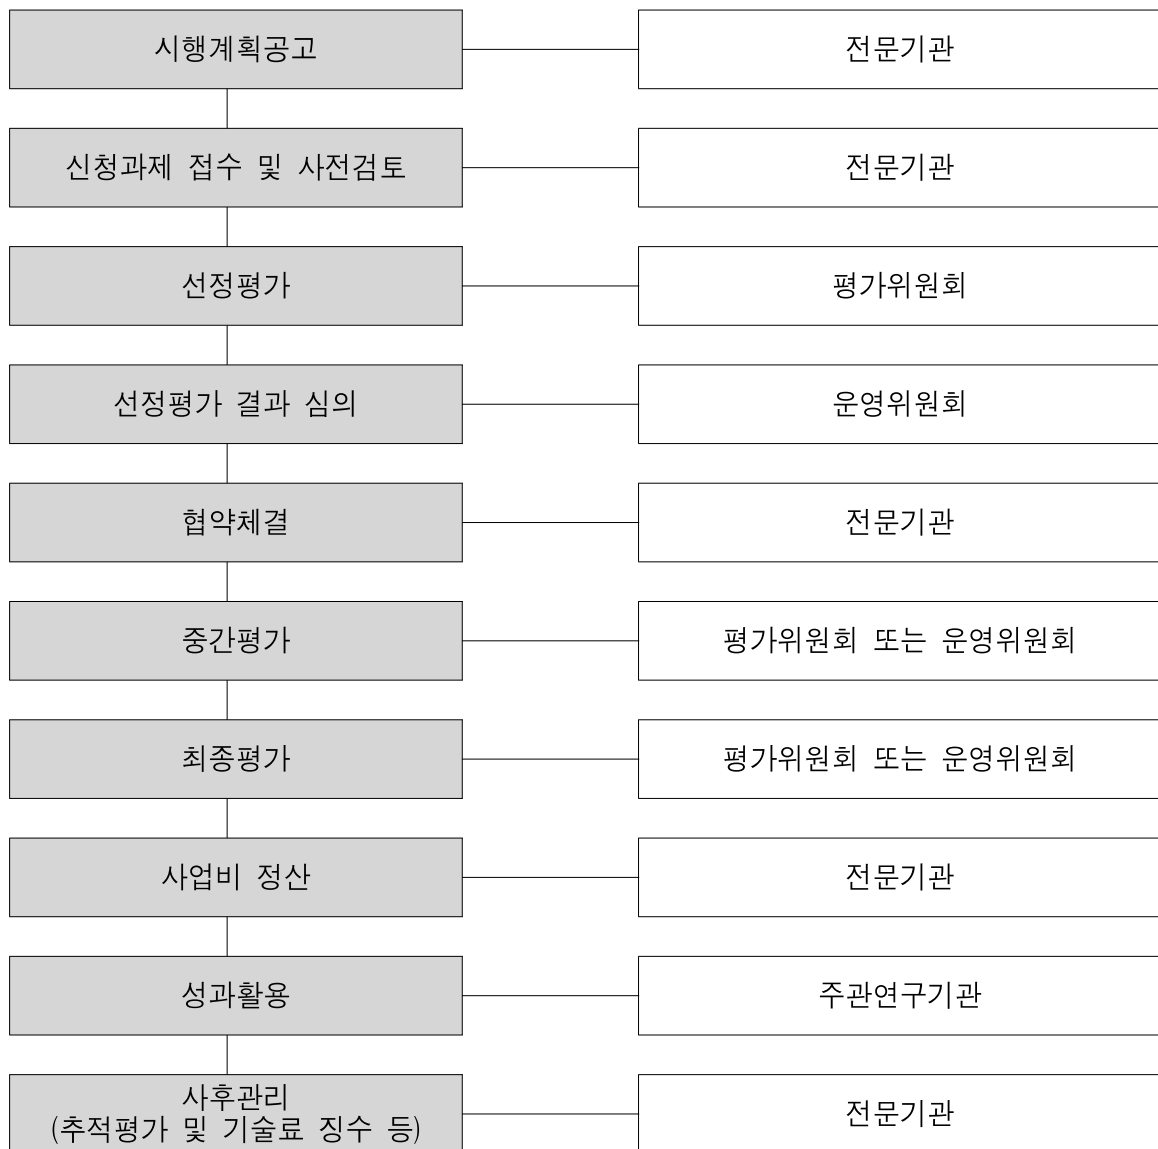 시행계획공고
전문기관
신청과제 접수 및 사전검토
전문기관
선정평가
평가위원회
선정평가 결과 심의
운영위원회
협약체결
전문기관
중간평가
평가위원회 또는 운영위원회
최종평가
평가위원회 또는 운영위원회
사업비 정산
전문기관
성과활용
주관연구기관
사후관리
(추적평가 및 기술료 징수 등)
전문기관